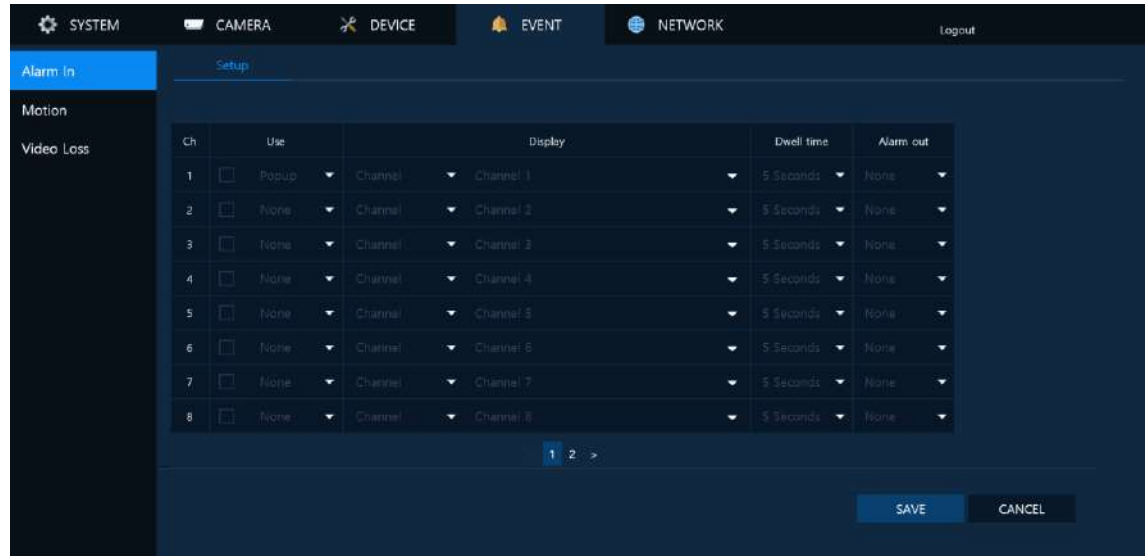 SYSTEM CAMERA DEVICE EVENT NETWORK Logout
Alarm In Setup
Motion
Video Loss
Ch Use Display Dwell time Alarm out
1 Popup Channel Channel 1 5 Seconds None
2 None Channel Channel 2 5 Seconds None
3 None Channel Channel 3 5 Seconds None
4 None Channel Channel 4 5 Seconds None
5 None Channel Channel 5 5 Seconds None
6 None Channel Channel 6 5 Seconds None
7 None Channel Channel 7 5 Seconds None
8 None Channel Channel 8 5 Seconds None
1 2 >
SAVE CANCEL